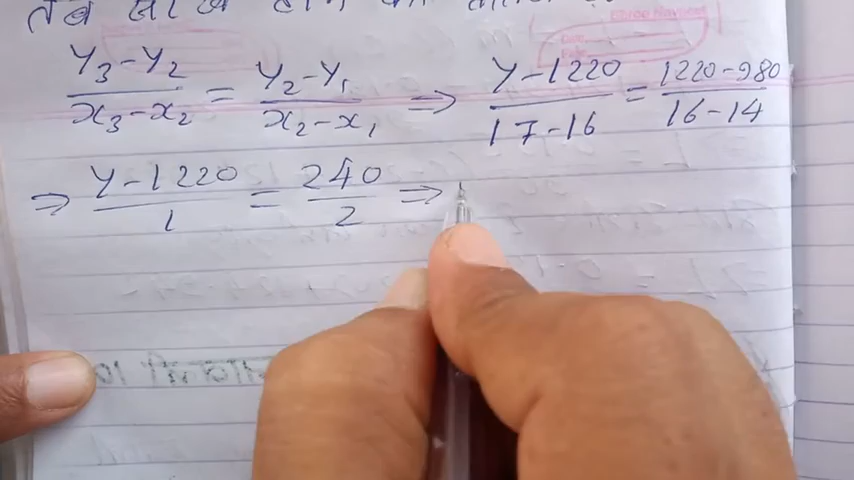 y₃-y₂/x₃-x₂ = y₂-y₁/x₂-x₁ ⇒ y-1220/17-16 = 1220-980/16-14
⇒ y-1220/1 = 240/2 ⇒